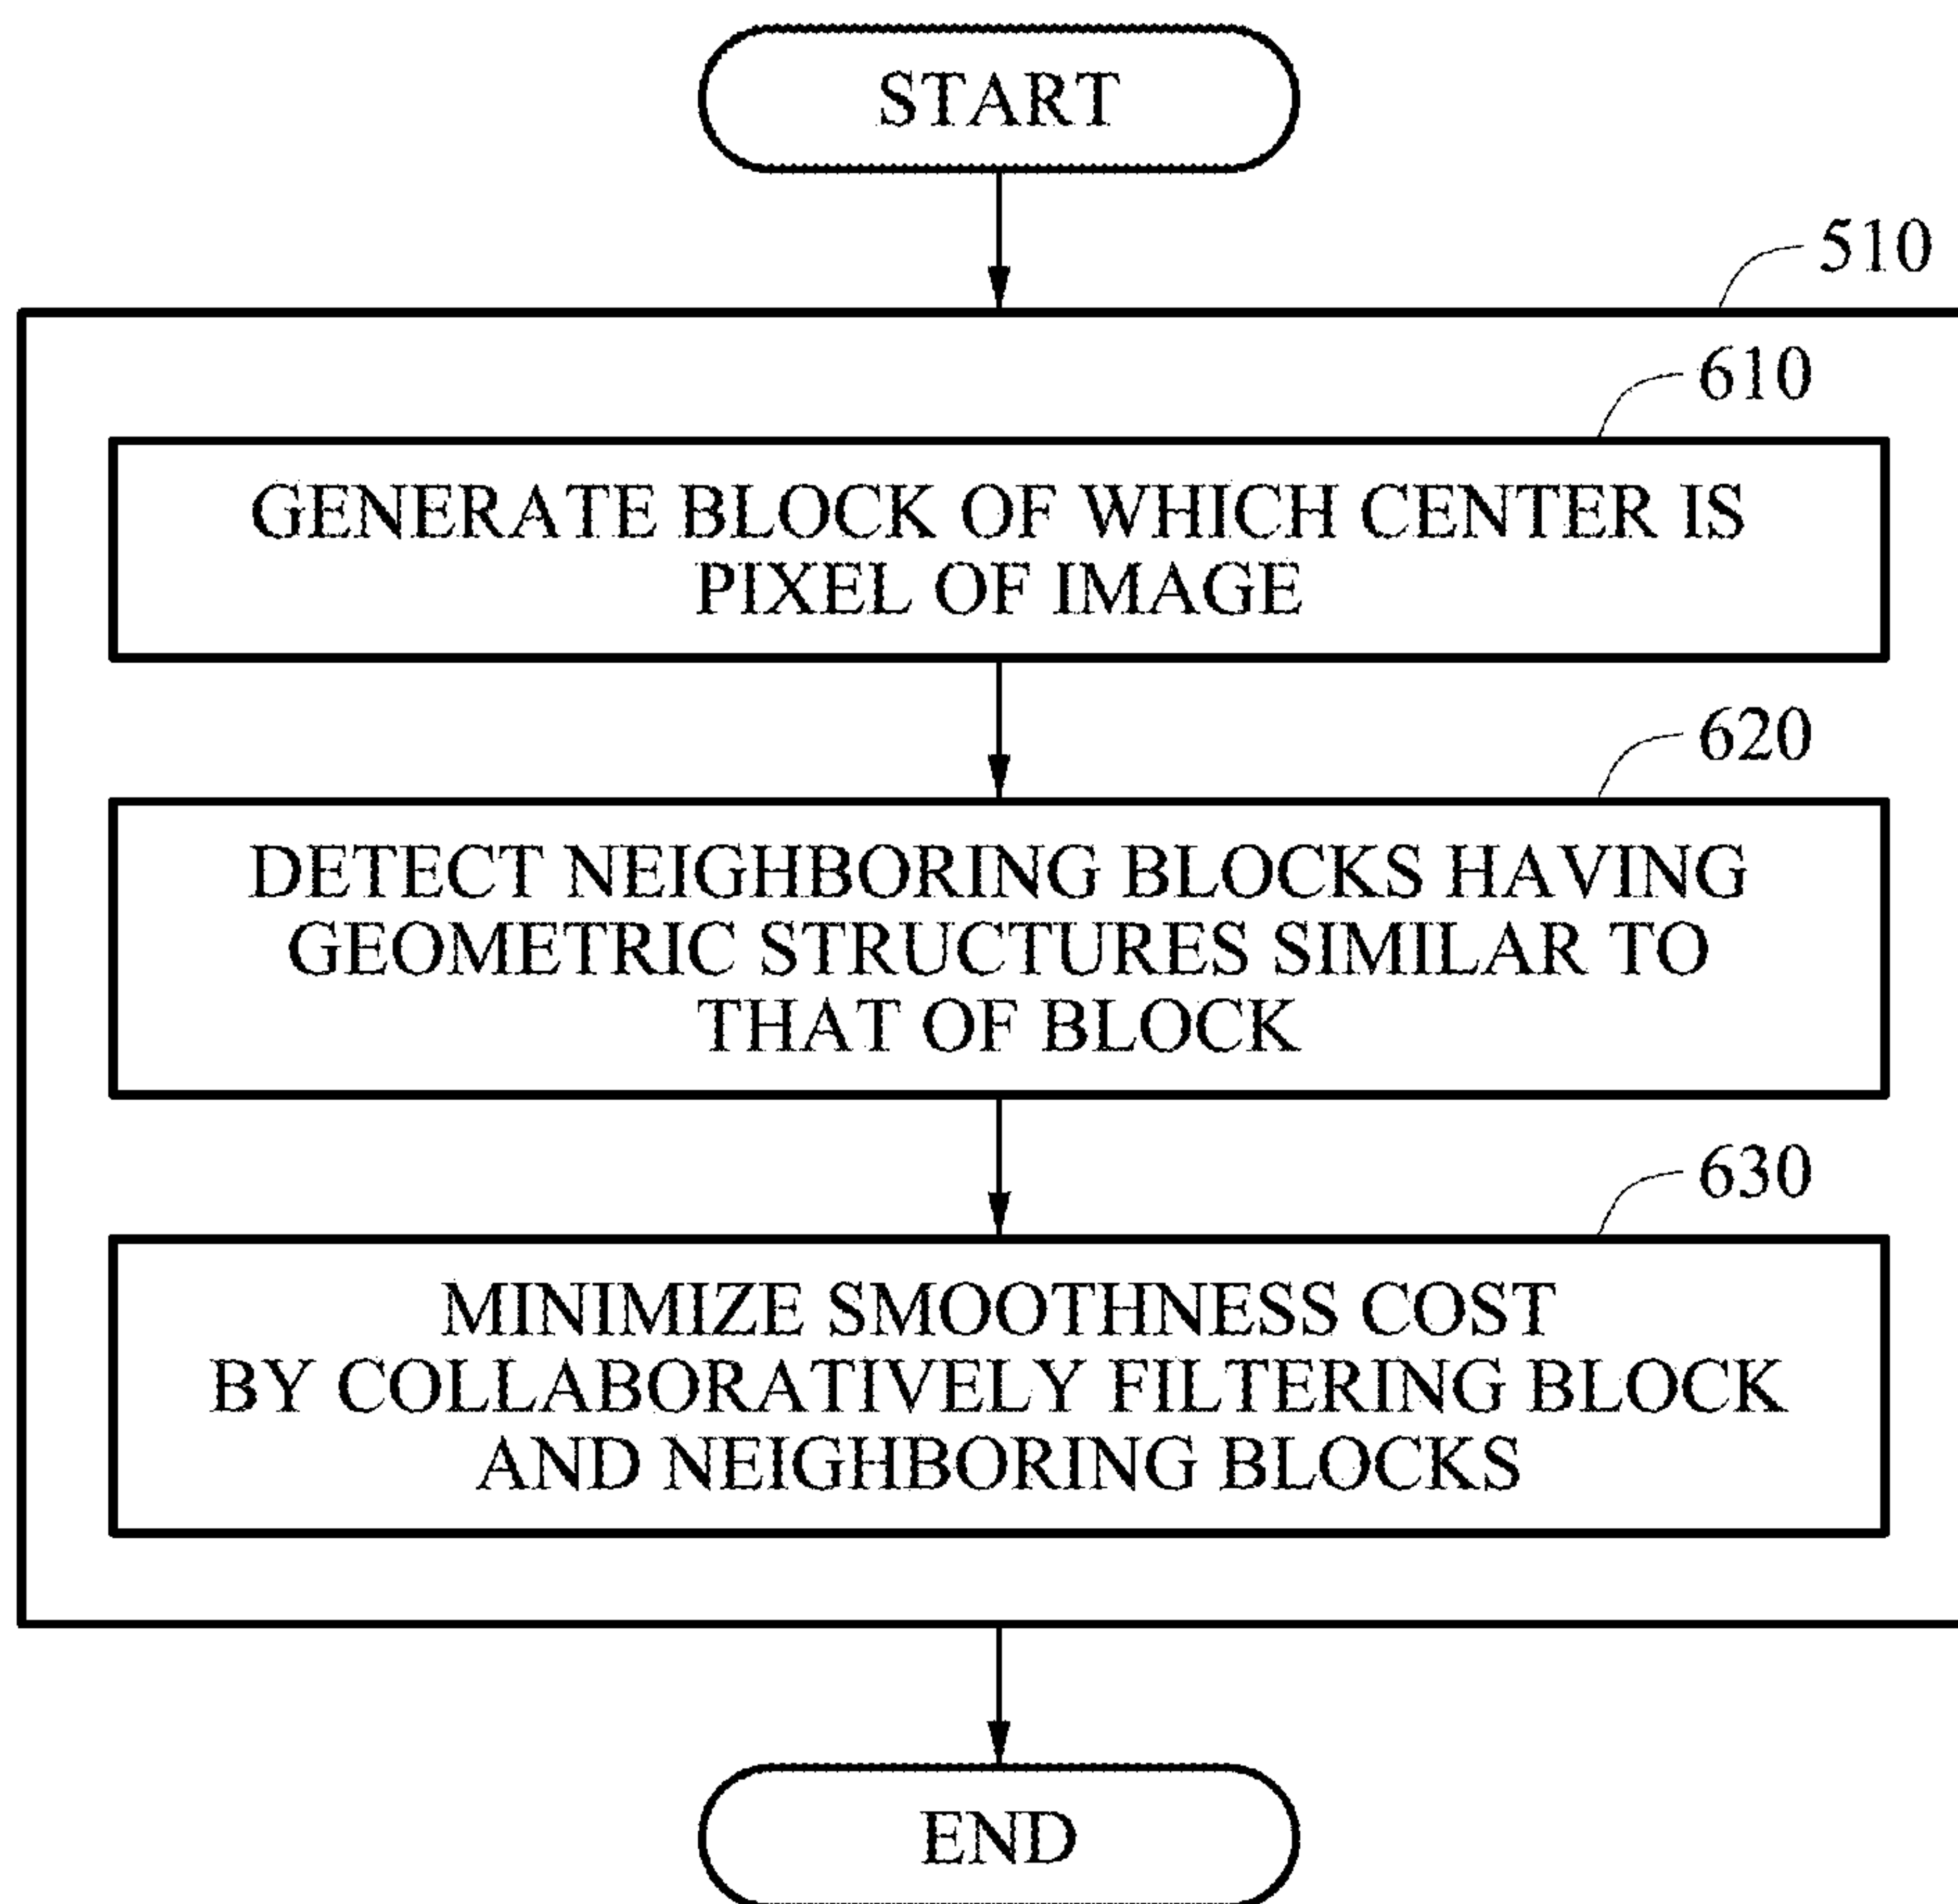 START
510
610
GENERATE BLOCK OF WHICH CENTER IS
PIXEL OF IMAGE
620
DETECT NEIGHBORING BLOCKS HAVING
GEOMETRIC STRUCTURES SIMILAR TO
THAT OF BLOCK
630
MINIMIZE SMOOTHNESS COST
BY COLLABORATIVELY FILTERING BLOCK
AND NEIGHBORING BLOCKS
END